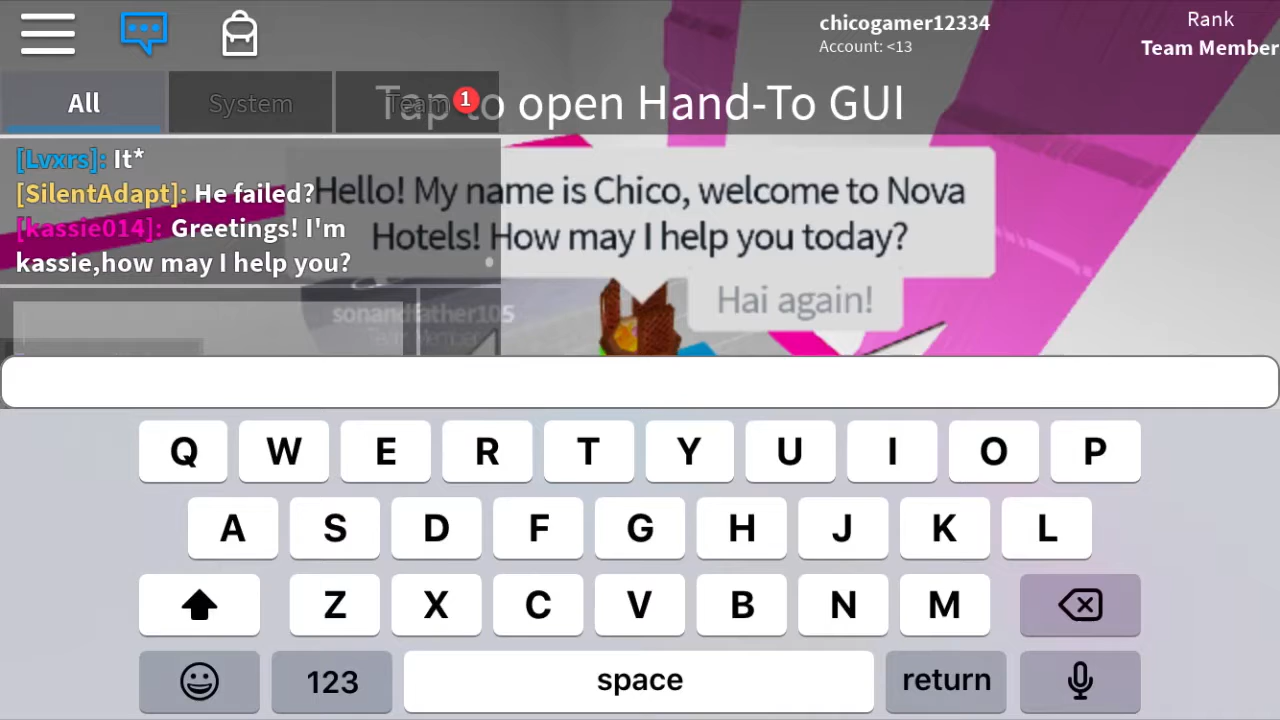 chicogamer12334
Account: <13
Rank
Team Member
All
System
Team
1
Tap to open Hand-To GUI
[Lvxrs]: It*
[SilentAdapt]: He failed?
[kassie014]: Greetings! I'm
kassie,how may I help you?
Hello! My name is Chico, welcome to Nova
Hotels! How may I help you today?
Hai again!
sonandfather105
Team Member
Q W E R T Y U I O P
A S D F G H J K L
Z X C V B N M
123 space return